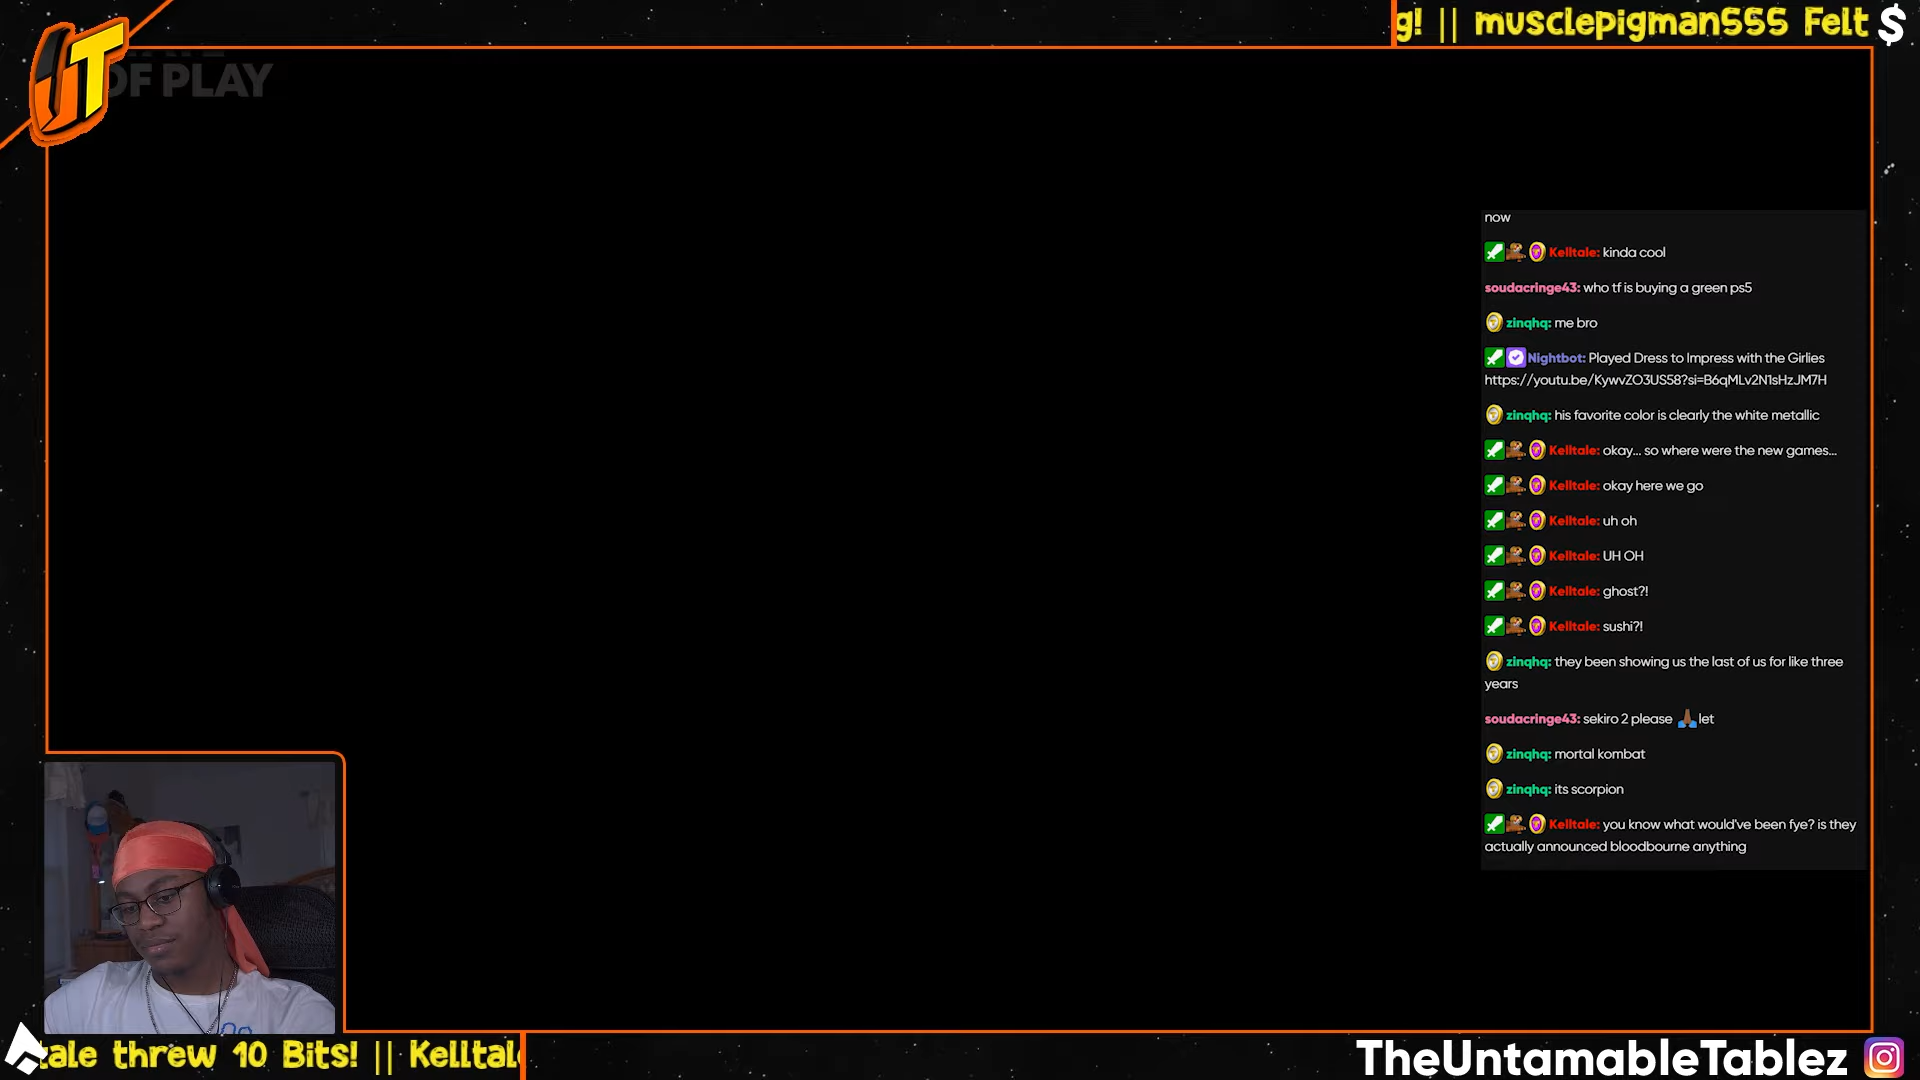 g! || musclepigman555 Felt $
UT
OF PLAY
now
Kelltale: kinda cool
soudacringe43: who tf is buying a green ps5
zinqhq: me bro
Nightbot: Played Dress to Impress with the Girlies
https://youtu.be/KywvZO3US58?si=B6qMLv2N1sHzJM7H
zinqhq: his favorite color is clearly the white metallic
Kelltale: okay... so where were the new games...
Kelltale: okay here we go
Kelltale: uh oh
Kelltale: UH OH
Kelltale: ghost?!
Kelltale: sushi?!
zinqhq: they been showing us the last of us for like three
years
soudacringe43: sekiro 2 please 🙏🏾let
zinqhq: mortal kombat
zinqhq: its scorpion
Kelltale: you know what would've been fye? is they
actually announced bloodbourne anything
tale threw 10 Bits! || Kelltale
TheUntamableTablez